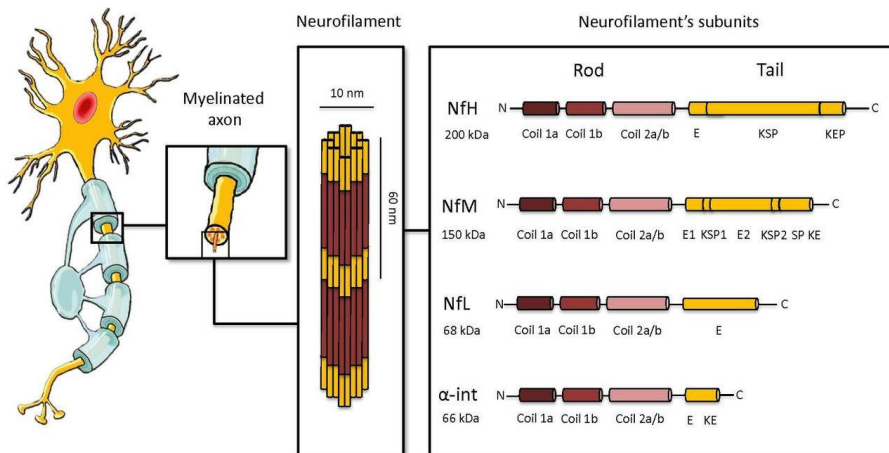 Neurofilament
Neurofilament's subunits
Myelinated
axon
10 nm
60 nm
Rod
Tail
NfH
200 kDa
N
C
Coil 1a
Coil 1b
Coil 2a/b
E
KSP
KEP
NfM
150 kDa
N
C
Coil 1a
Coil 1b
Coil 2a/b
E1
KSP1
E2
KSP2
SP
KE
NfL
68 kDa
N
C
Coil 1a
Coil 1b
Coil 2a/b
E
α-int
66 kDa
N
C
Coil 1a
Coil 1b
Coil 2a/b
E
KE